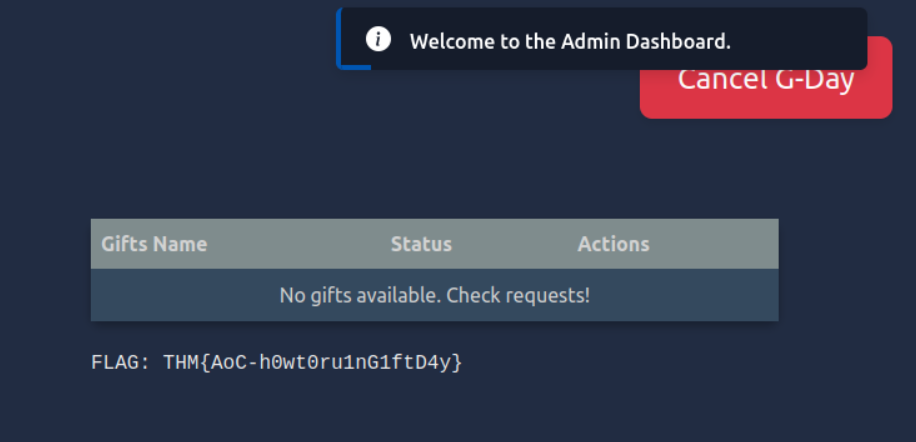 Welcome to the Admin Dashboard.
Cancel G-Day
Gifts Name Status Actions
No gifts available. Check requests!
FLAG: THM{AoC-h0wt0ru1nG1ftD4y}